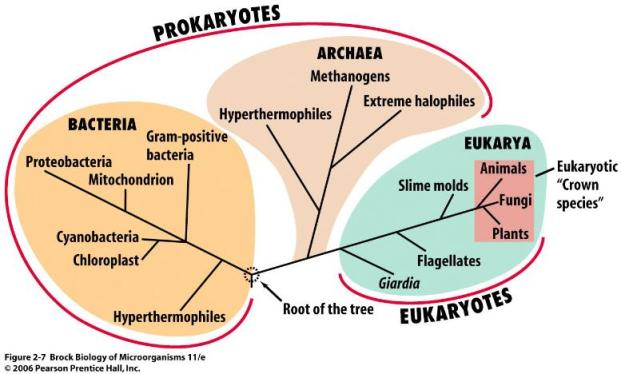 PROKARYOTES
ARCHAEA
Methanogens
Extreme halophiles
Hyperthermophiles
BACTERIA
Gram-positive
bacteria
Proteobacteria
Mitochondrion
Cyanobacteria
Chloroplast
Hyperthermophiles
EUKARYA
Animals
Slime molds
Fungi
Plants
Eukaryotic
"Crown
species"
Flagellates
Giardia
EUKARYOTES
Root of the tree
Figure 2-7 Brock Biology of Microorganisms 11/e
© 2006 Pearson Prentice Hall, Inc.